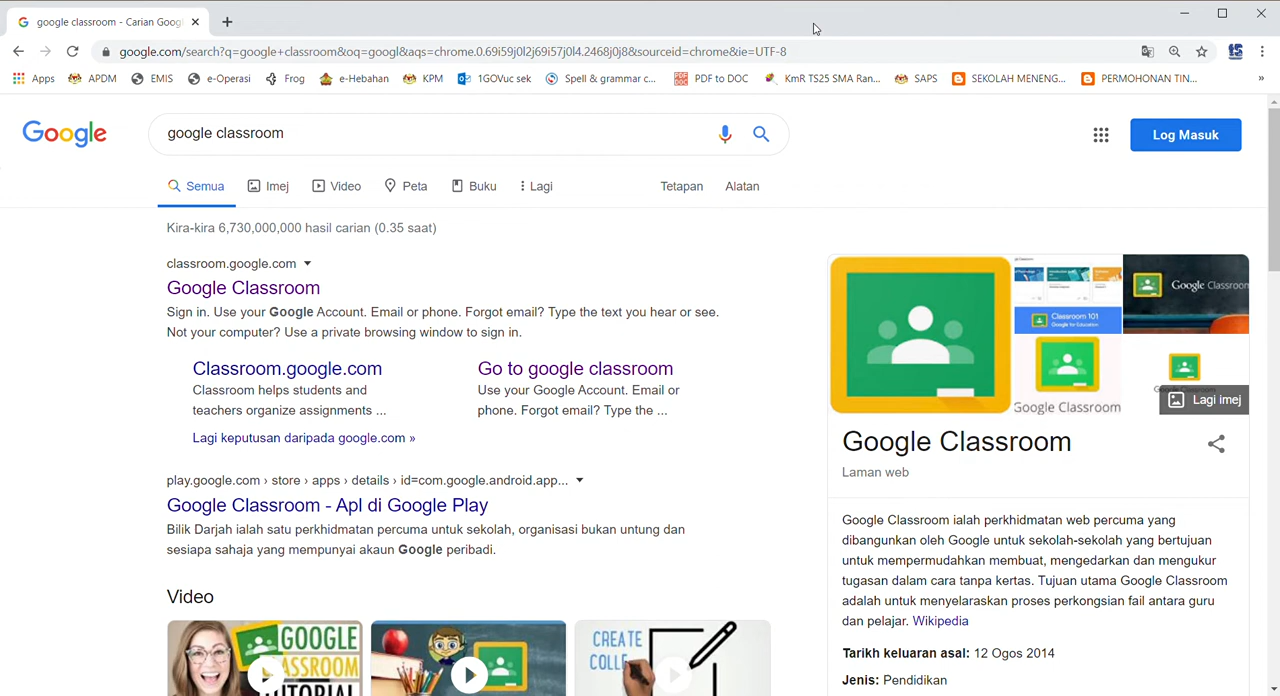 google classroom - Carian Googl
google.com/search?q=google+classroom&oq=googl&aqs=chrome.0.69i59j0l2j69i57j0l4.2468j0j8&sourceid=chrome&ie=UTF-8
Apps APDM EMIS e-Operasi Frog e-Hebahan KPM 1GOVuc sek Spell & grammar c... PDF to DOC KmR TS25 SMA Ran... SAPS SEKOLAH MENENG... PERMOHONAN TIN... »
Google
google classroom
Log Masuk
Semua Imej Video Peta Buku Lagi Tetapan Alatan
Kira-kira 6,730,000,000 hasil carian (0.35 saat)
classroom.google.com
Google Classroom
Sign in. Use your Google Account. Email or phone. Forgot email? Type the text you hear or see.
Not your computer? Use a private browsing window to sign in.
Classroom.google.com
Classroom helps students and
teachers organize assignments ...
Go to google classroom
Use your Google Account. Email or
phone. Forgot email? Type the ...
Lagi keputusan daripada google.com »
play.google.com › store › apps › details › id=com.google.android.app...
Google Classroom - Apl di Google Play
Bilik Darjah ialah satu perkhidmatan percuma untuk sekolah, organisasi bukan untung dan
sesiapa sahaja yang mempunyai akaun Google peribadi.
Video
GOOGLE
CLASSROOM
TUTORIAL
CREATE
Classroom 101
Google for Education
Google Classroom
Google Classroom
Lagi imej
Google Classroom
Laman web
Google Classroom ialah perkhidmatan web percuma yang
dibangunkan oleh Google untuk sekolah-sekolah yang bertujuan
untuk mempermudahkan membuat, mengedarkan dan mengukur
tugasan dalam cara tanpa kertas. Tujuan utama Google Classroom
adalah untuk menyelaraskan proses perkongsian fail antara guru
dan pelajar. Wikipedia
Tarikh keluaran asal: 12 Ogos 2014
Jenis: Pendidikan